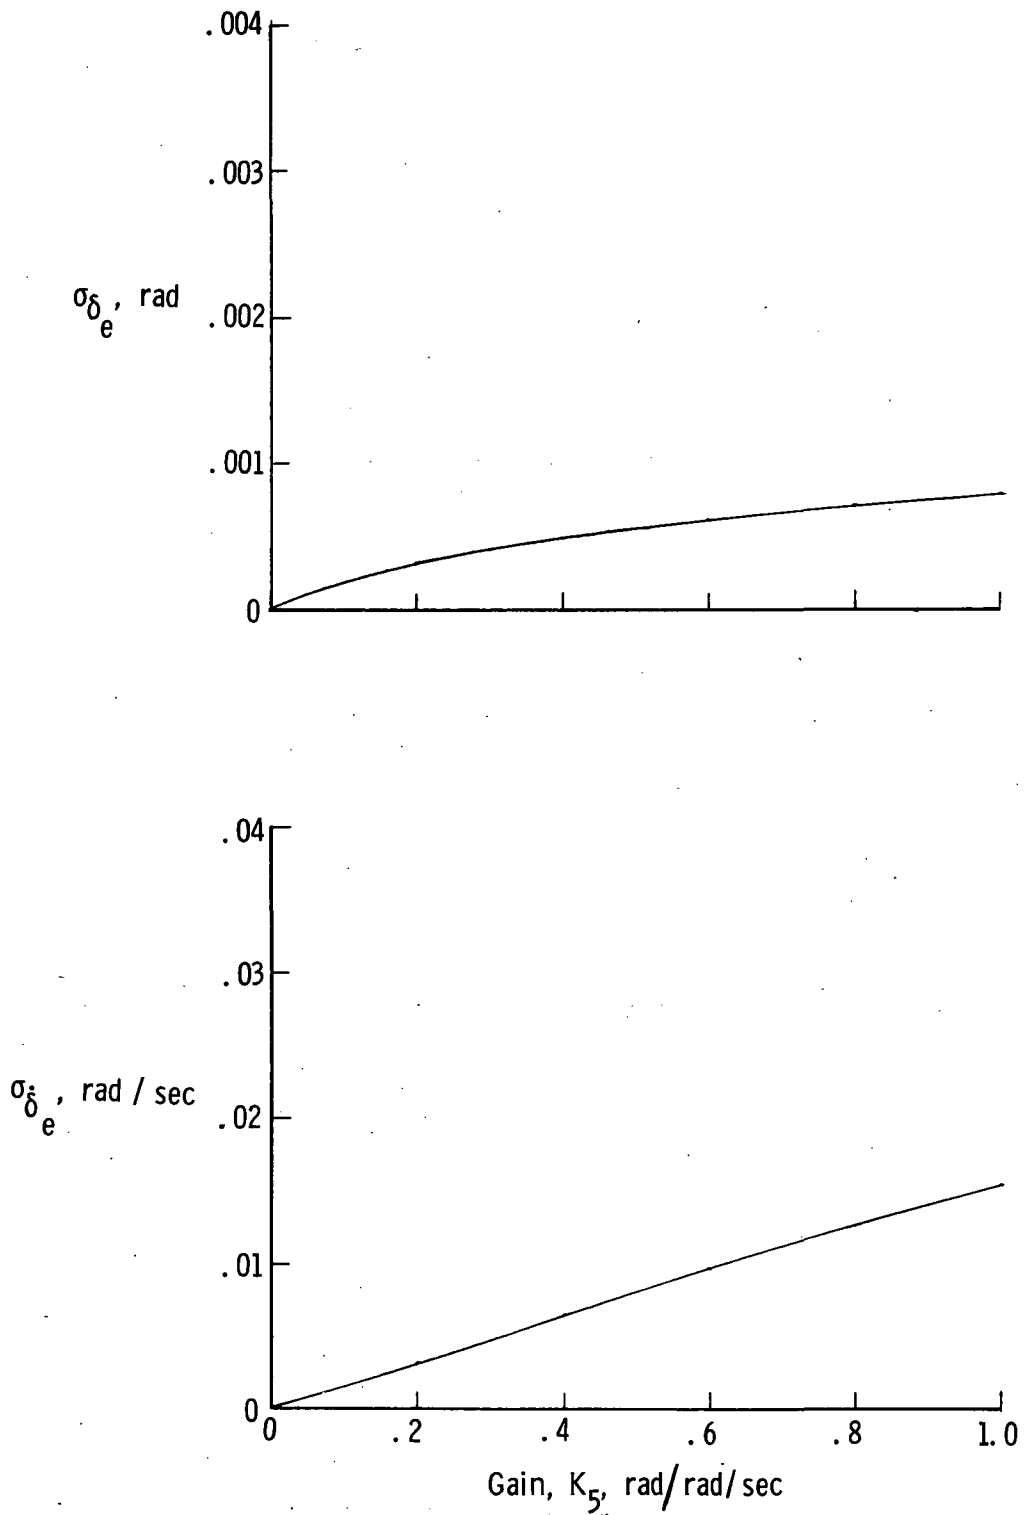 .004
.003
σδe, rad
.002
.001
0
.04
.03
σδ̇e, rad / sec
.02
.01
0
0 .2 .4 .6 .8 1.0
Gain, K5, rad/rad/sec